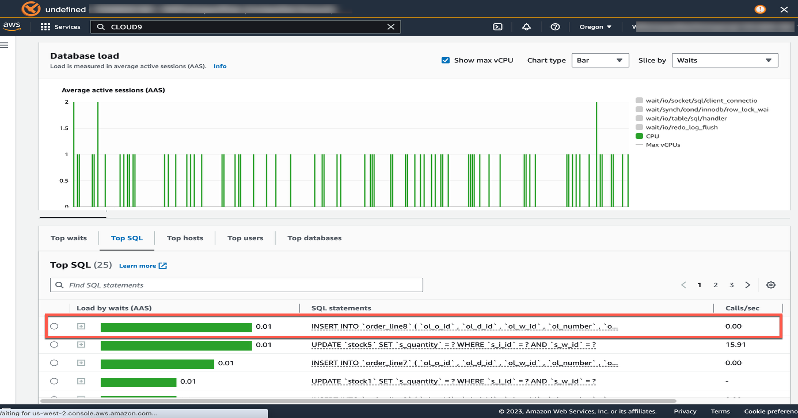 undefined
aws
Services
CLOUD9
Oregon
Database load
Load is measured in average active sessions (AAS). Info
Show max vCPU
Chart type
Bar
Slice by
Waits
Average active sessions (AAS)
2
1.5
1
0.5
0
wait/io/socket/sql/client_connectio
wait/synch/cond/innodb/row_lock_wai
wait/io/table/sql/handler
wait/io/redo_log_flush
CPU
Max vCPUs
Top waits
Top SQL
Top hosts
Top users
Top databases
Top SQL (25) Learn more
Find SQL statements
1 2 3
Load by waits (AAS)
SQL statements
Calls/sec
0.01 INSERT INTO `order_line8` ( `ol_o_id` , `ol_d_id` , `ol_w_id` , `ol_number` , `o... 0.00
0.01 UPDATE `stock5` SET `s_quantity` = ? WHERE `s_i_id` = ? AND `s_w_id` = ? 15.91
0.01 INSERT INTO `order_line7` ( `ol_o_id` , `ol_d_id` , `ol_w_id` , `ol_number` , `o... 0.00
0.01 UPDATE `stock1` SET `s_quantity` = ? WHERE `s_i_id` = ? AND `s_w_id` = ? -
Waiting for us-west-2.console.aws.amazon.com...
© 2023, Amazon Web Services, Inc. or its affiliates.
Privacy
Terms
Cookie preferenc